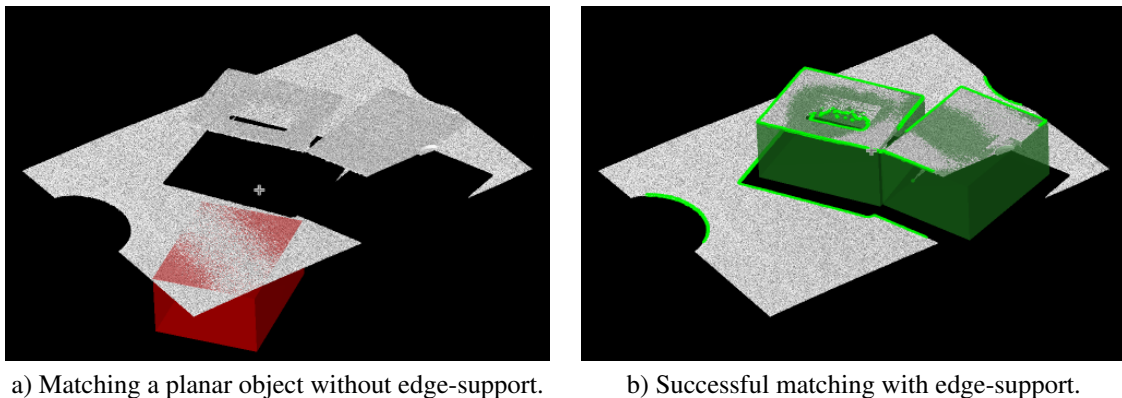 a) Matching a planar object without edge-support.
b) Successful matching with edge-support.